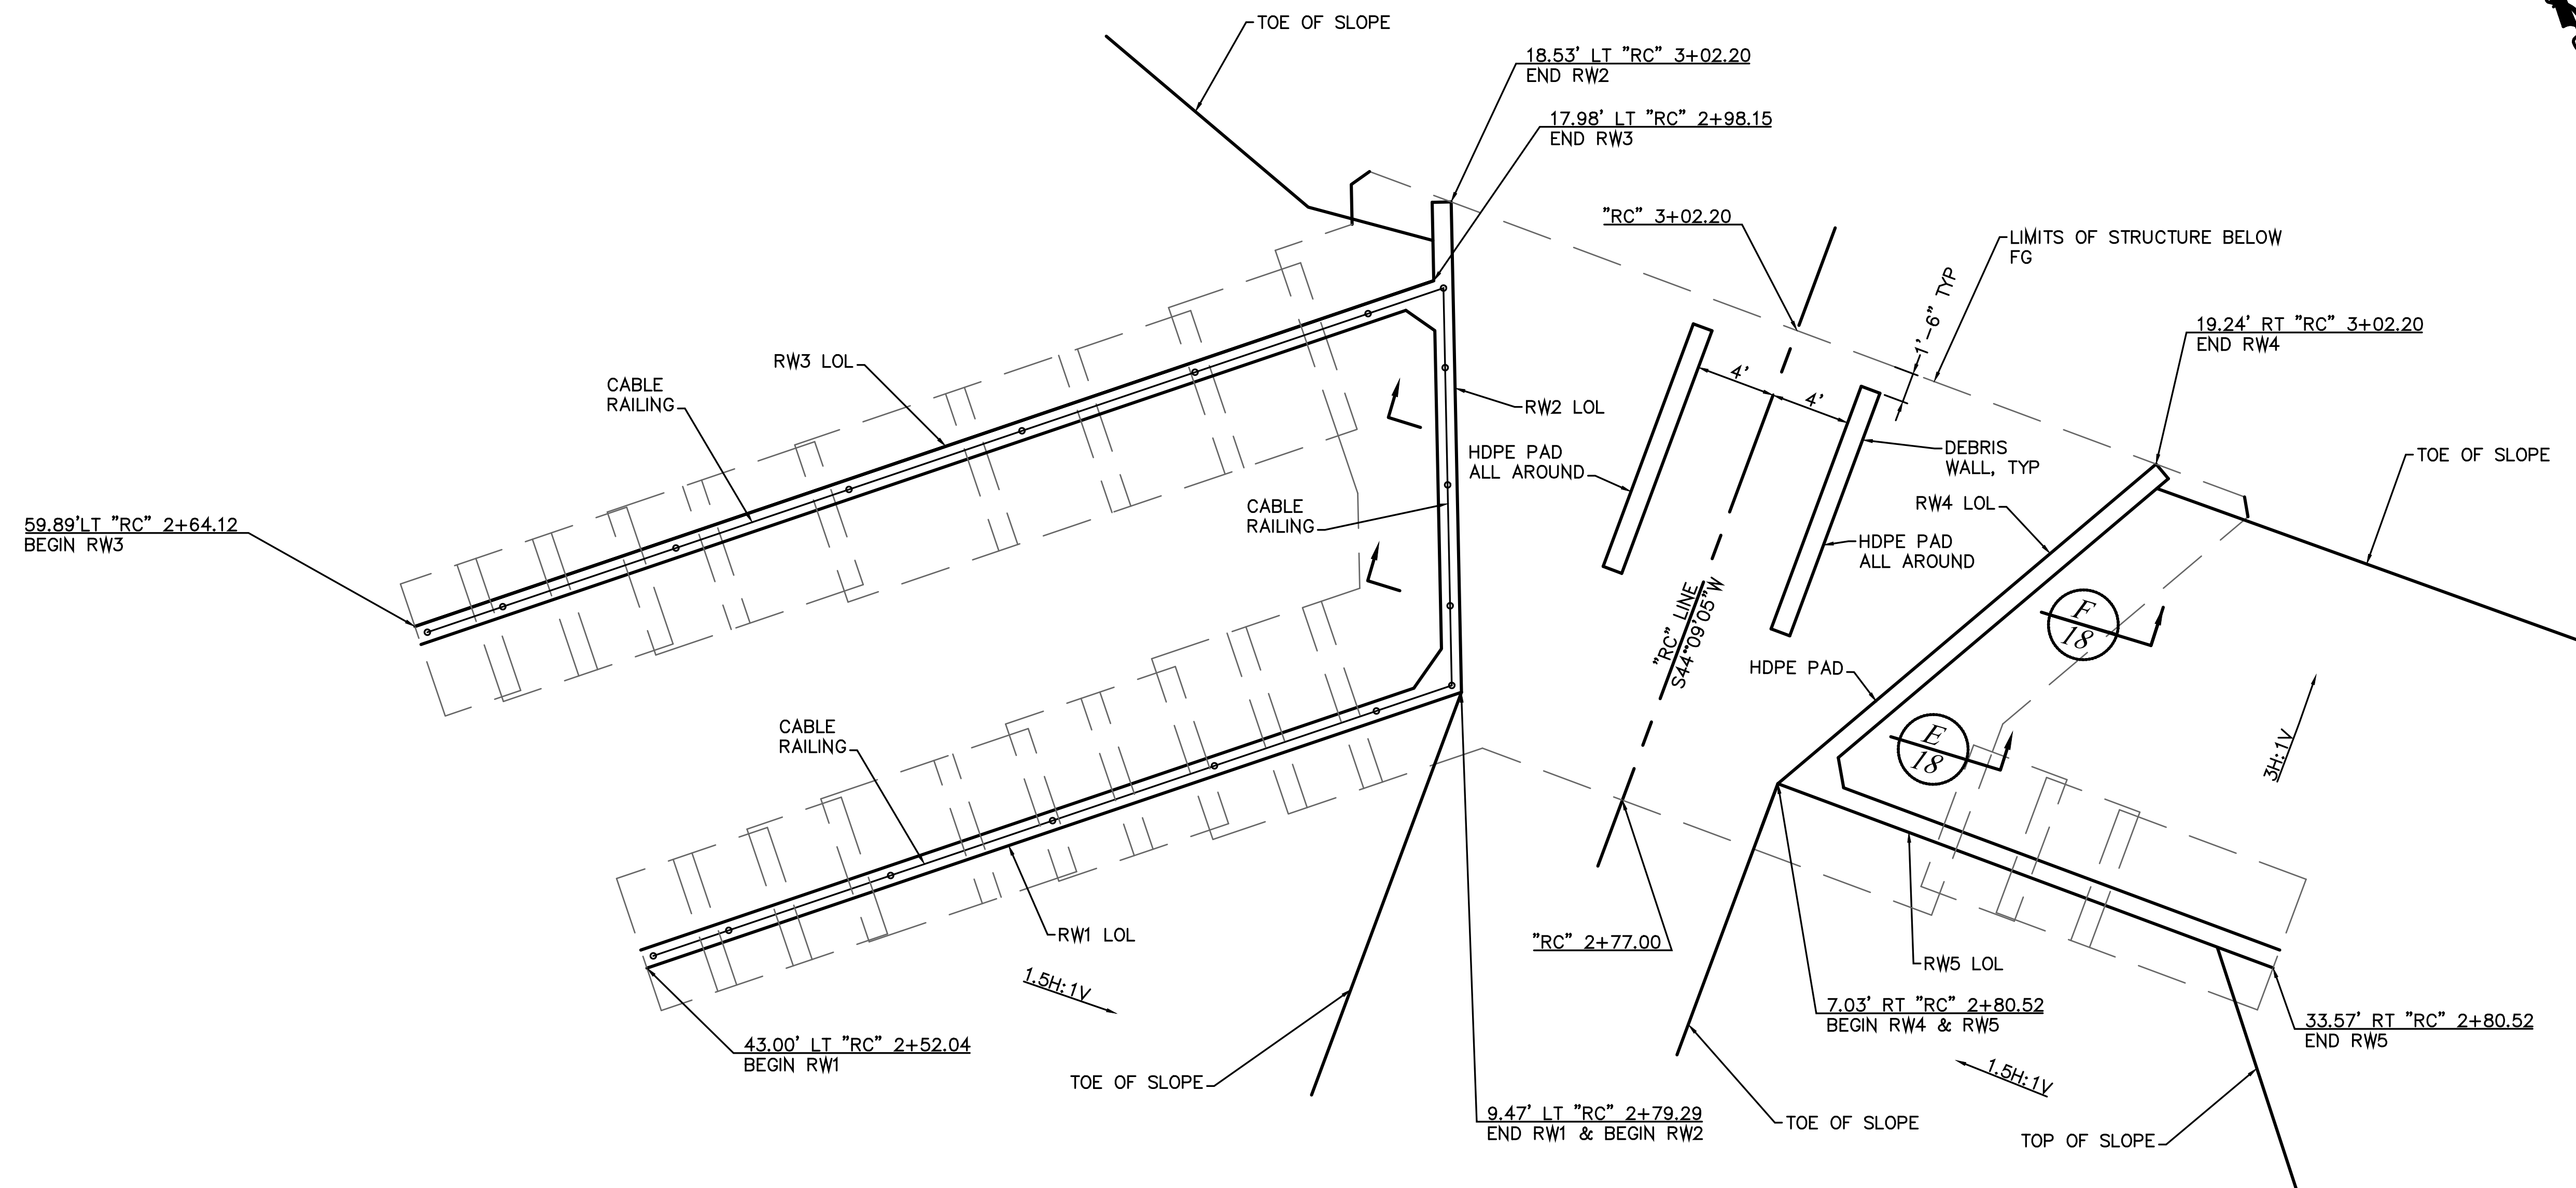 TOE OF SLOPE
18.53' LT "RC" 3+02.20
END RW2
17.98' LT "RC" 2+98.15
END RW3
"RC" 3+02.20
LIMITS OF STRUCTURE BELOW
FG
1'-6" TYP
19.24' RT "RC" 3+02.20
END RW4
RW3 LOL
CABLE
RAILING
4'
4'
RW2 LOL
HDPE PAD
ALL AROUND
DEBRIS
WALL, TYP
TOE OF SLOPE
RW4 LOL
CABLE
RAILING
59.89'LT "RC" 2+64.12
BEGIN RW3
HDPE PAD
ALL AROUND
"RC" LINE
S44°09'05"W
F
18
HDPE PAD
E
18
3H:1V
CABLE
RAILING
RW1 LOL
"RC" 2+77.00
RW5 LOL
1.5H:1V
7.03' RT "RC" 2+80.52
BEGIN RW4 & RW5
33.57' RT "RC" 2+80.52
END RW5
43.00' LT "RC" 2+52.04
BEGIN RW1
TOE OF SLOPE
1.5H:1V
9.47' LT "RC" 2+79.29
END RW1 & BEGIN RW2
TOE OF SLOPE
TOP OF SLOPE